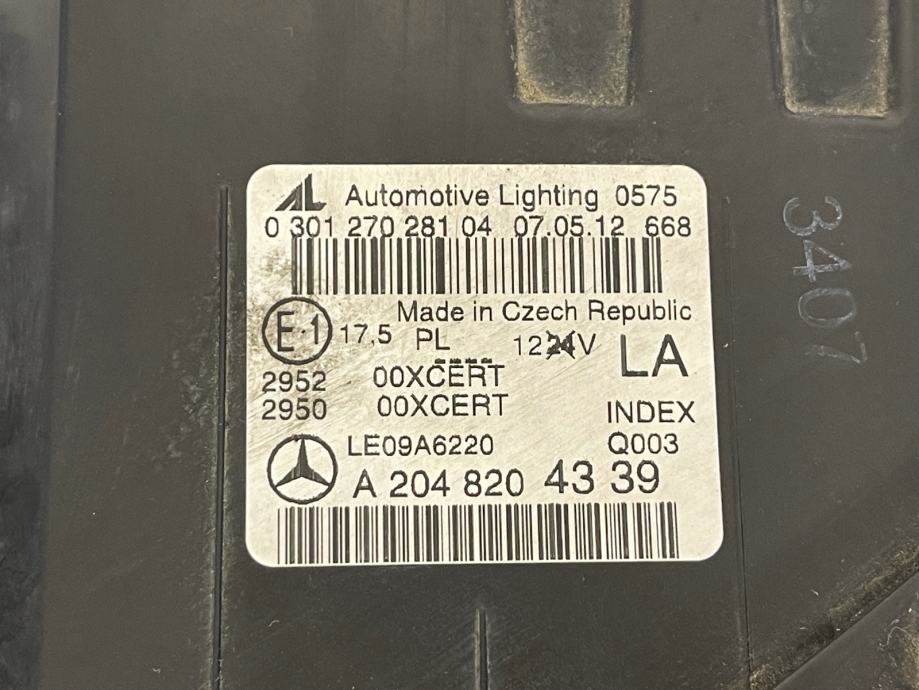 AL Automotive Lighting 0575
0 301 270 281 04 07.05.12 668
Made in Czech Republic
E1 17,5 PL 1224V LA
2952 00XCERT
2950 00XCERT INDEX
LE09A6220 Q003
A 204 820 43 39
3407